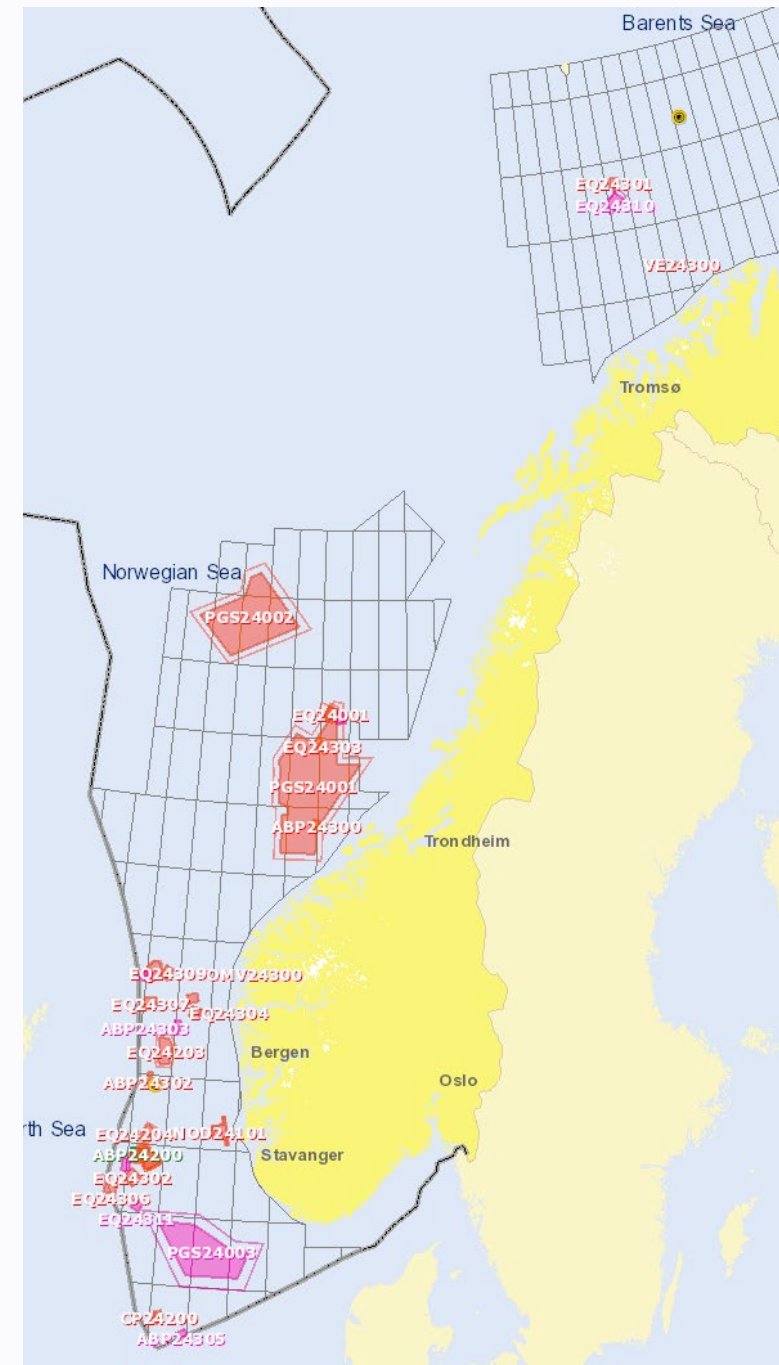 Barents Sea
EQ24301
EQ24310
VE24300
Tromsø
Norwegian Sea
PGS24002
EQ24001
EQ24303
PGS24001
ABP24300
Trondheim
EQ24309 OMV24300
EQ24307
EQ24304
ABP24303
EQ24203
Bergen
ABP24302
Oslo
rth Sea
EQ24204 NOD24101
ABP24200
Stavanger
EQ24302
EQ24306
EQ24311
PGS24003
CP24200
ABP24305